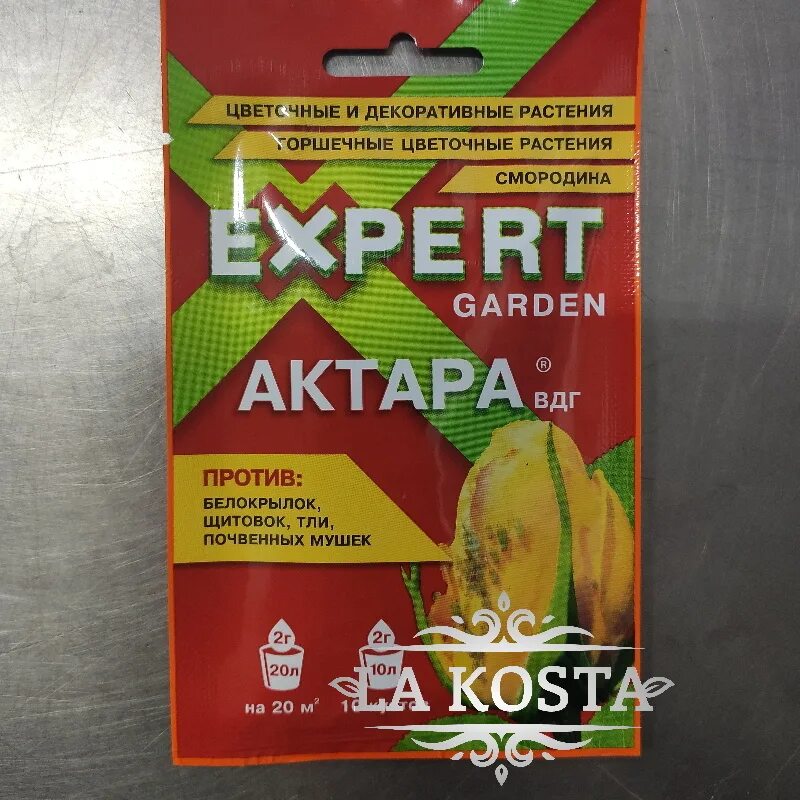 ЦВЕТОЧНЫЕ И ДЕКОРАТИВНЫЕ РАСТЕНИЯ
ГОРШЕЧНЫЕ ЦВЕТОЧНЫЕ РАСТЕНИЯ
СМОРОДИНА
EXPERT
GARDEN
АКТАРА ® ВДГ
ПРОТИВ:
БЕЛОКРЫЛОК,
ЩИТОВОК, ТЛИ,
ПОЧВЕННЫХ МУШЕК
2г 2г
20л 10л
на 20 м²
LA KOSTA